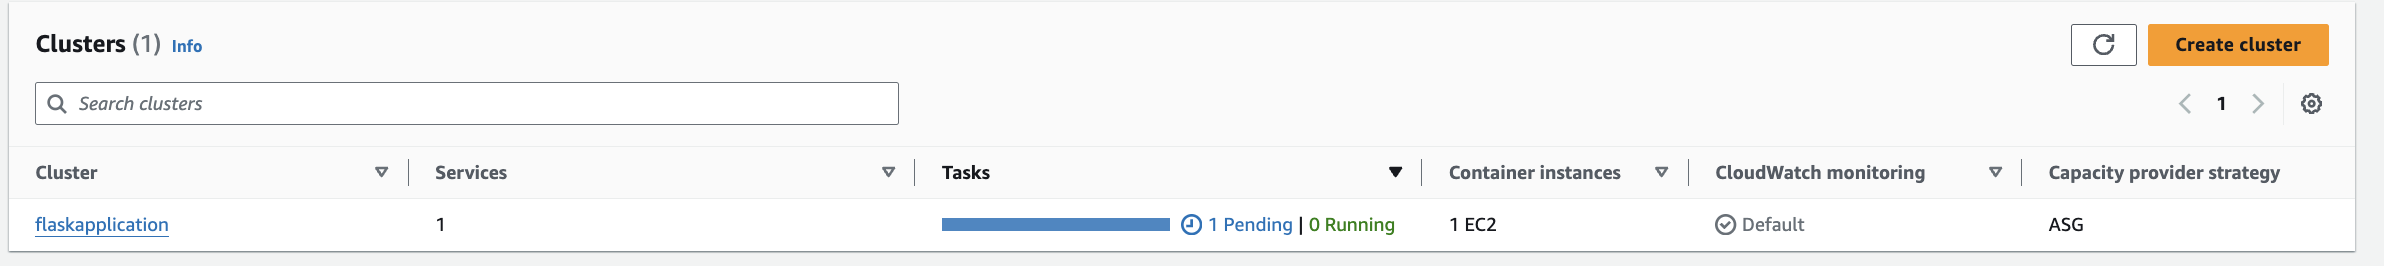 Clusters (1) Info
Create cluster
Search clusters
1
Cluster Services Tasks Container instances CloudWatch monitoring Capacity provider strategy
flaskapplication 1 1 Pending | 0 Running 1 EC2 Default ASG